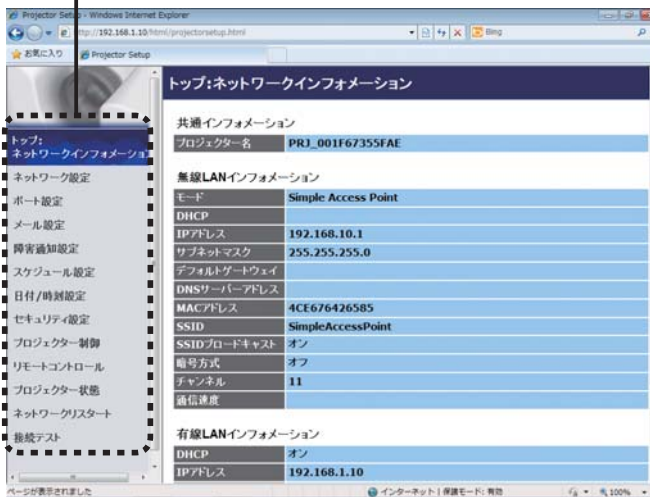 Projector Setup - Windows Internet Explorer
http://192.168.1.10/html/projectorsetup.html
Bing
お気に入り
Projector Setup
トップ:
ネットワークインフォメーション
ネットワーク設定
ポート設定
メール設定
障害通知設定
スケジュール設定
日付/時刻設定
セキュリティ設定
プロジェクター制御
リモートコントロール
プロジェクター状態
ネットワークリスタート
接続テスト
トップ:ネットワークインフォメーション
共通インフォメーション
プロジェクター名 PRJ_001F67355FAE
無線LANインフォメーション
モード Simple Access Point
DHCP
IPアドレス 192.168.10.1
サブネットマスク 255.255.255.0
デフォルトゲートウェイ
DNSサーバーアドレス
MACアドレス 4CE676426585
SSID SimpleAccessPoint
SSIDブロードキャスト オン
暗号方式 オフ
チャンネル 11
通信速度
有線LANインフォメーション
DHCP オン
IPアドレス 192.168.1.10
ページが表示されました
インターネット | 保護モード: 有効
100%